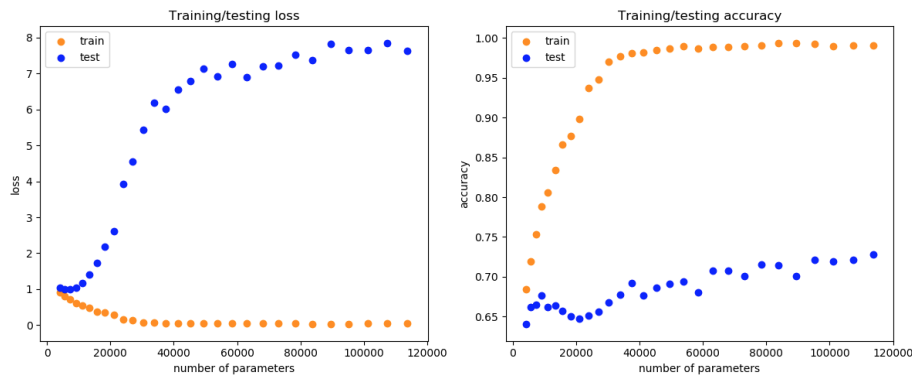 Training/testing loss
train
test
8
7
6
5
4
3
2
1
0
loss
0 20000 40000 60000 80000 100000 120000
number of parameters
Training/testing accuracy
train
test
1.00
0.95
0.90
0.85
0.80
0.75
0.70
0.65
accuracy
0 20000 40000 60000 80000 100000 120000
number of parameters